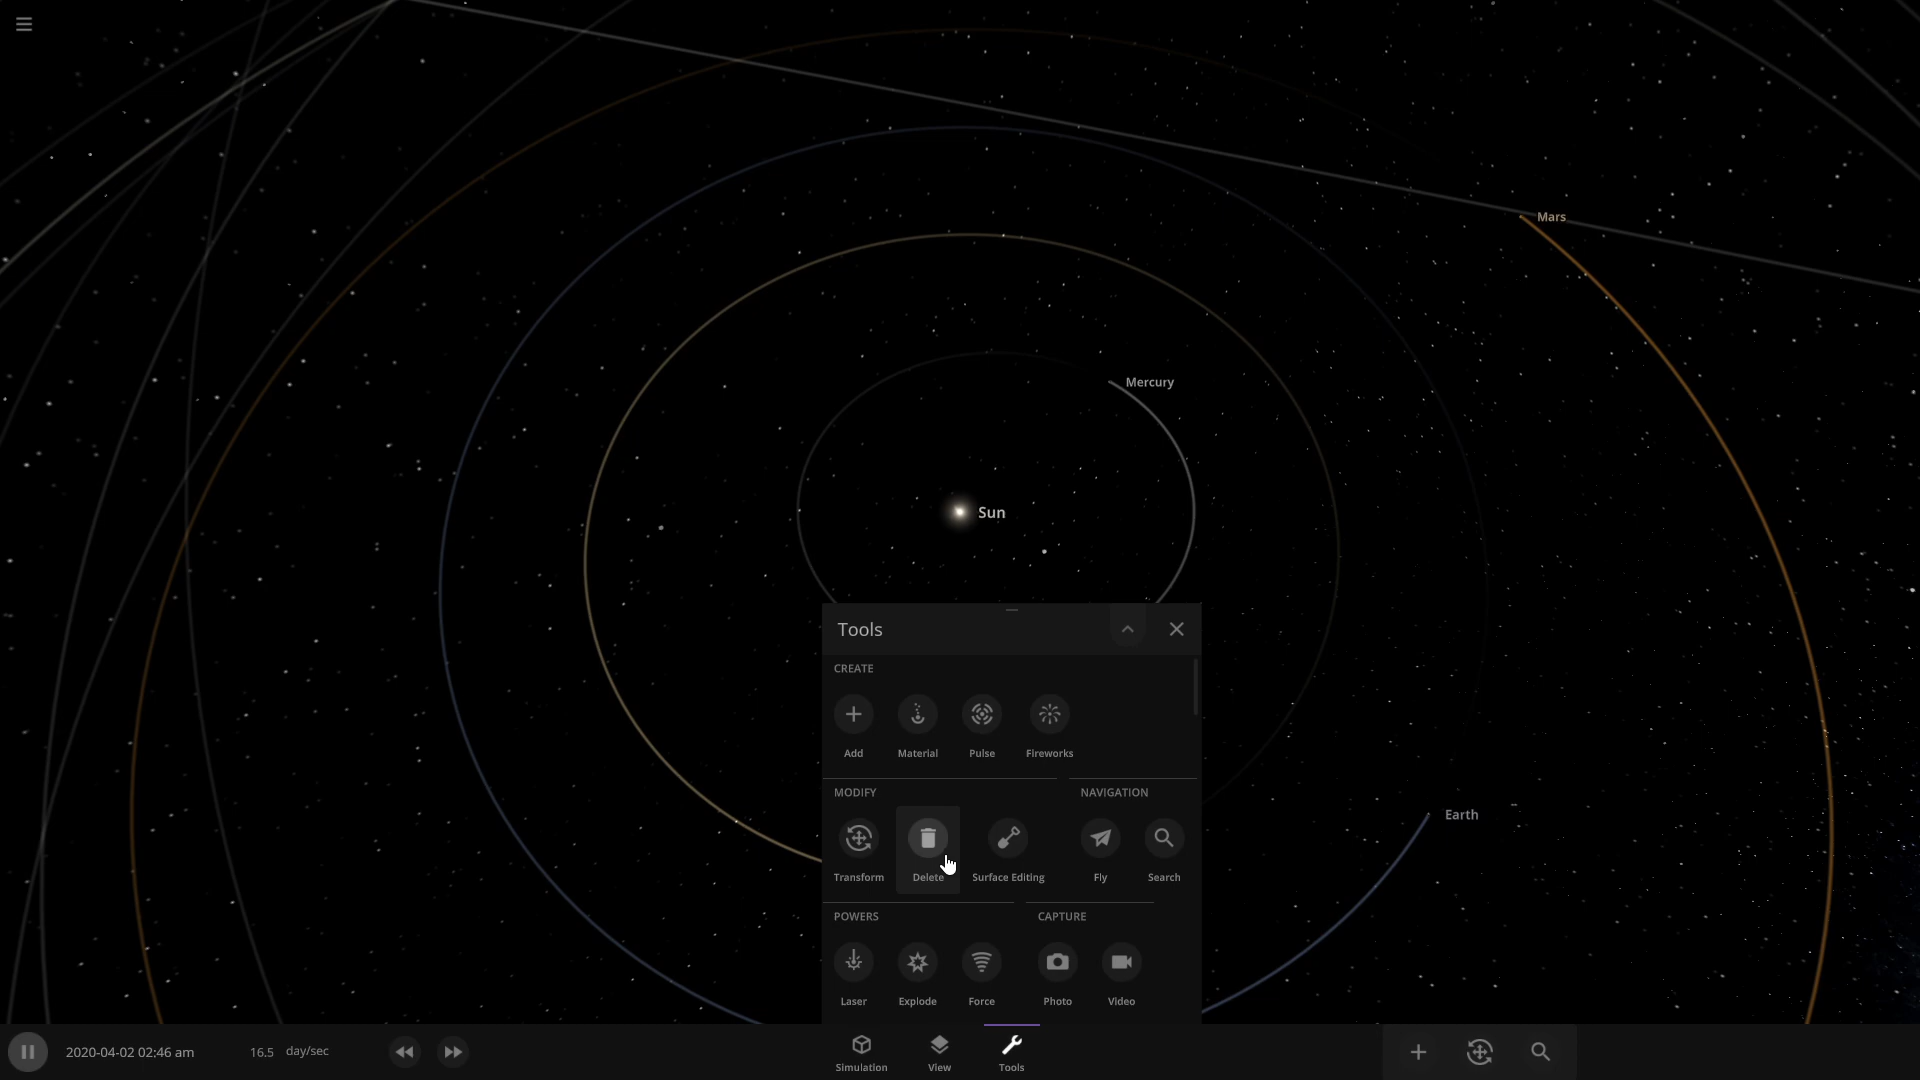 Mars
Mercury
Sun
Tools
CREATE
Add Material Pulse Fireworks
MODIFY NAVIGATION
Transform Delete Surface Editing Fly Search
Earth
POWERS CAPTURE
Laser Explode Force Photo Video
2020-04-02 02:46 am 16.5 day/sec
Simulation View Tools